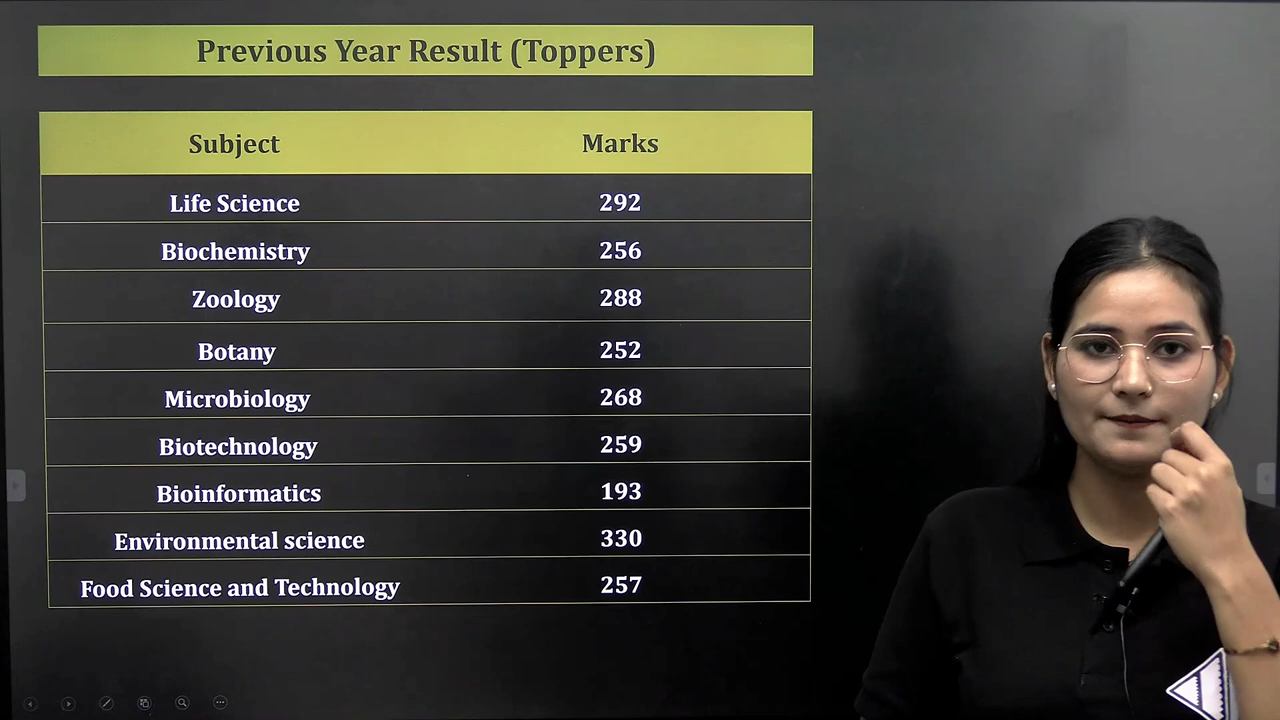 Previous Year Result (Toppers)
Subject Marks
Life Science 292
Biochemistry 256
Zoology 288
Botany 252
Microbiology 268
Biotechnology 259
Bioinformatics 193
Environmental science 330
Food Science and Technology 257